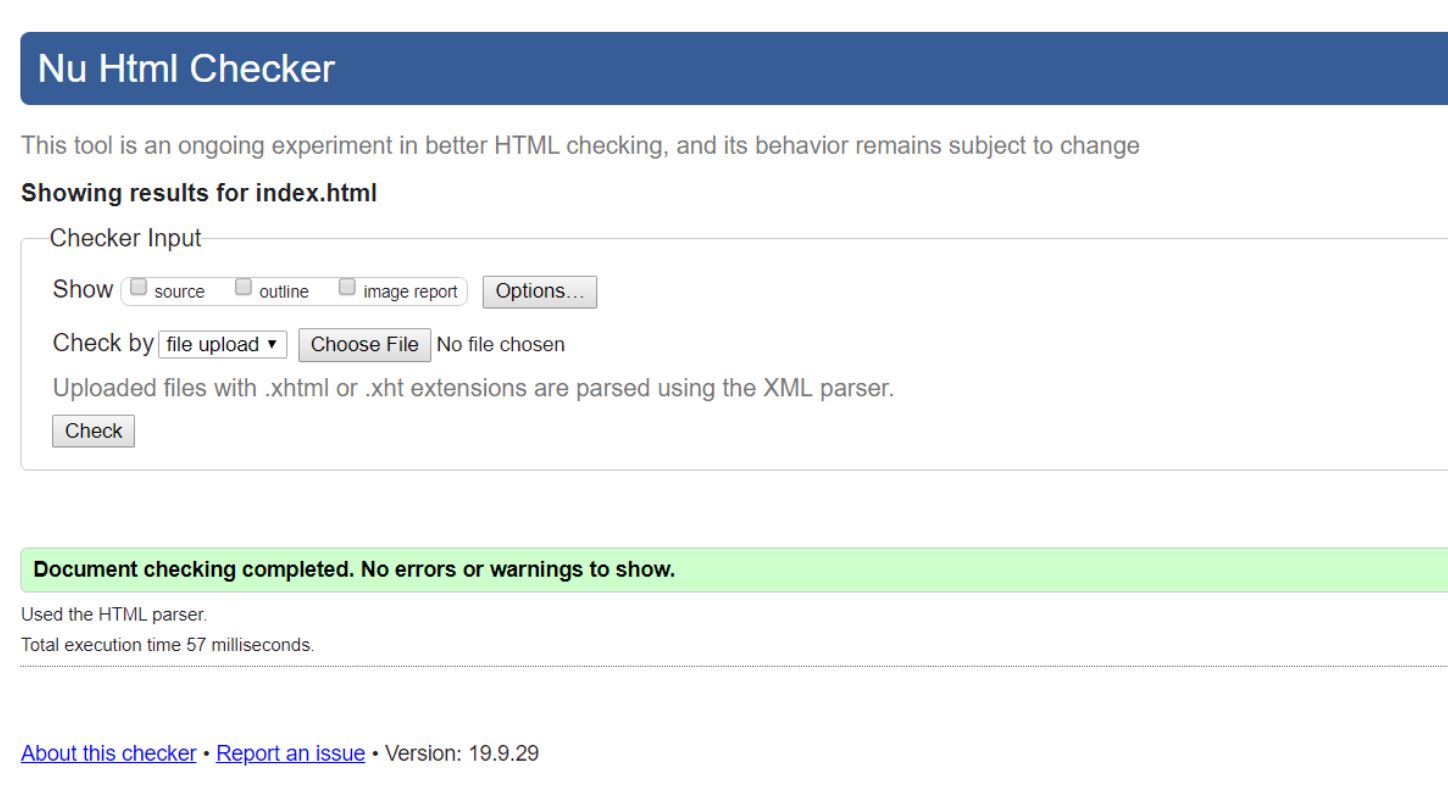 Nu Html Checker
This tool is an ongoing experiment in better HTML checking, and its behavior remains subject to change
Showing results for index.html
Checker Input
Show source outline image report Options...
Check by file upload Choose File No file chosen
Uploaded files with .xhtml or .xht extensions are parsed using the XML parser.
Check
Document checking completed. No errors or warnings to show.
Used the HTML parser.
Total execution time 57 milliseconds.
About this checker • Report an issue • Version: 19.9.29